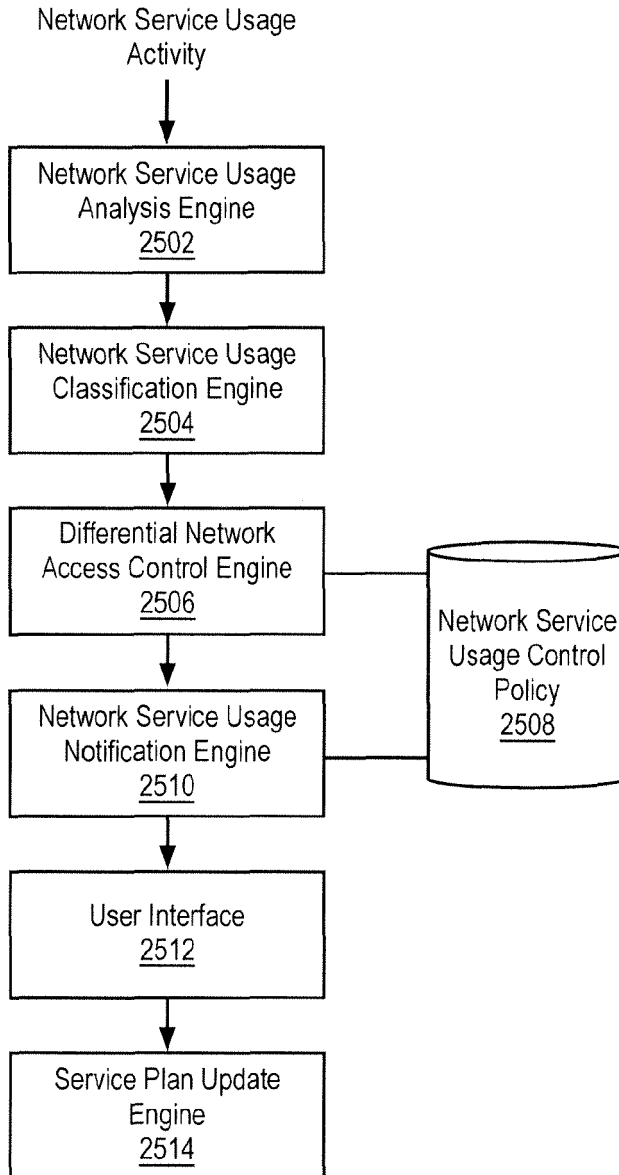 Network Service Usage
Activity
Network Service Usage
Analysis Engine
2502
Network Service Usage
Classification Engine
2504
Differential Network
Access Control Engine
2506
Network Service
Usage Control
Policy
2508
Network Service Usage
Notification Engine
2510
User Interface
2512
Service Plan Update
Engine
2514